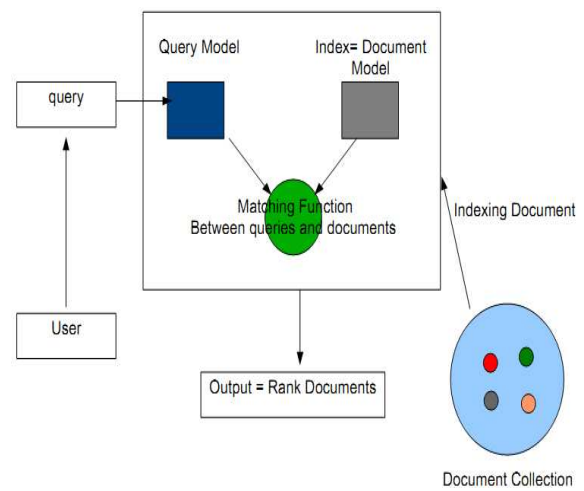 Query Model
Index= Document
Model
query
Matching Function
Between queries and documents
Indexing Document
User
Output = Rank Documents
Document Collection